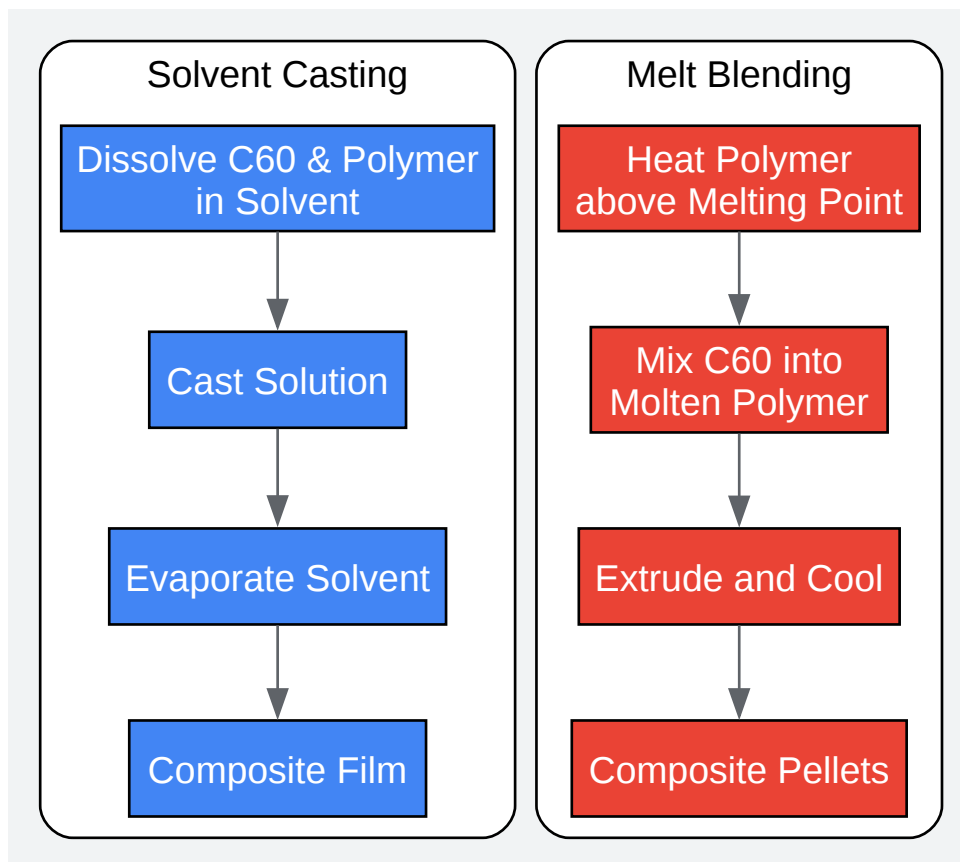 Solvent Casting
Dissolve C60 & Polymer
in Solvent
Cast Solution
Evaporate Solvent
Composite Film
Melt Blending
Heat Polymer
above Melting Point
Mix C60 into
Molten Polymer
Extrude and Cool
Composite Pellets